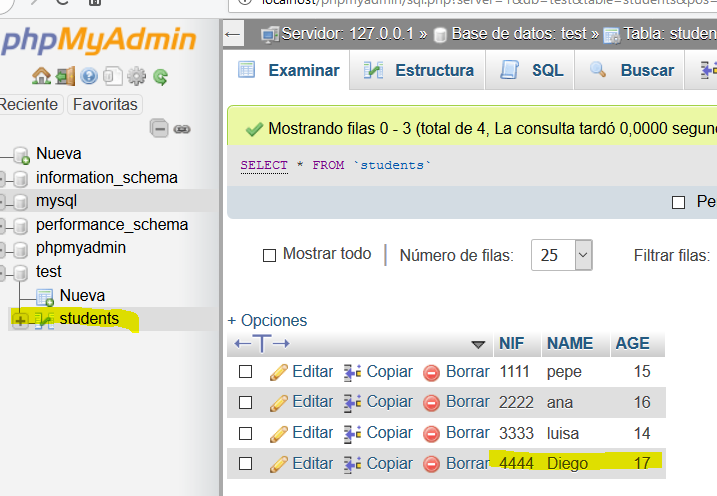 localhost/phpmyadmin/sql.php?server=1&db=test&table=students&pos=
phpMyAdmin
Servidor: 127.0.0.1 » Base de datos: test » Tabla: studen
Examinar Estructura SQL Buscar
Reciente Favoritas
Mostrando filas 0 - 3 (total de 4, La consulta tardó 0,0000 segun
Nueva
information_schema
mysql
performance_schema
phpmyadmin
test
Nueva
students
SELECT * FROM `students`
Pe
Mostrar todo Número de filas: 25 Filtrar filas:
+ Opciones
NIF NAME AGE
Editar Copiar Borrar 1111 pepe 15
Editar Copiar Borrar 2222 ana 16
Editar Copiar Borrar 3333 luisa 14
Editar Copiar Borrar 4444 Diego 17